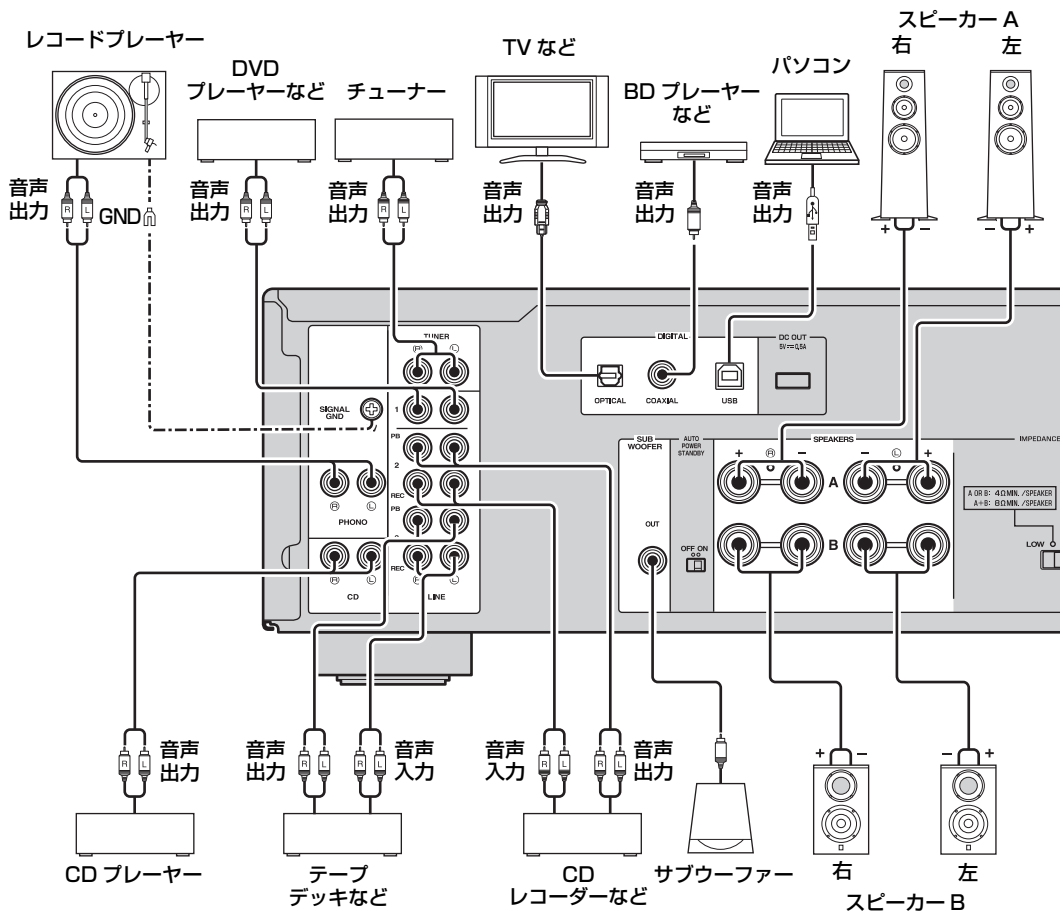 レコードプレーヤー
DVD
プレーヤーなど
チューナー
TV など
BD プレーヤー
など
パソコン
スピーカー A
右
左
音声
出力
R
L
GND
音声
出力
R
L
音声
出力
R
L
音声
出力
音声
出力
音声
出力
+
−
−
+
TUNER
R
L
SIGNAL
GND
1
PB
2
REC
PB
REC
R
L
PHONO
R
L
CD
R
L
LINE
DIGITAL
OPTICAL
COAXIAL
USB
DC OUT
5V 0,5A
SUB
WOOFER
OUT
AUTO
POWER
STANDBY
OFF ON
SPEAKERS
+
R
−
−
L
+
A
B
IMPEDANCE
A OR B: 4ΩMIN. /SPEAKER
A+B: 8ΩMIN. /SPEAKER
LOW
音声
出力
R
L
音声
出力
R
L
音声
入力
R
L
音声
入力
R
L
音声
出力
R
L
+
−
−
+
CD プレーヤー
テープ
デッキなど
CD
レコーダーなど
サブウーファー
右
左
スピーカー B